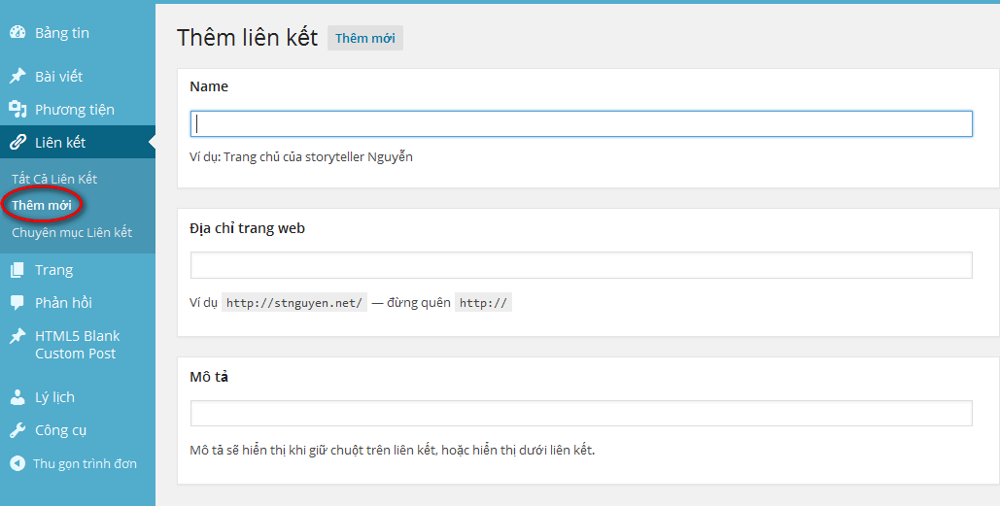 Bảng tin
Bài viết
Phương tiện
Liên kết
Tất Cả Liên Kết
Thêm mới
Chuyên mục Liên kết
Trang
Phản hồi
HTML5 Blank
Custom Post
Lý lịch
Công cụ
Thu gọn trình đơn
Thêm liên kết Thêm mới
Name
Ví dụ: Trang chủ của storyteller Nguyễn
Địa chỉ trang web
Ví dụ http://stnguyen.net/ — đừng quên http://
Mô tả
Mô tả sẽ hiển thị khi giữ chuột trên liên kết, hoặc hiển thị dưới liên kết.